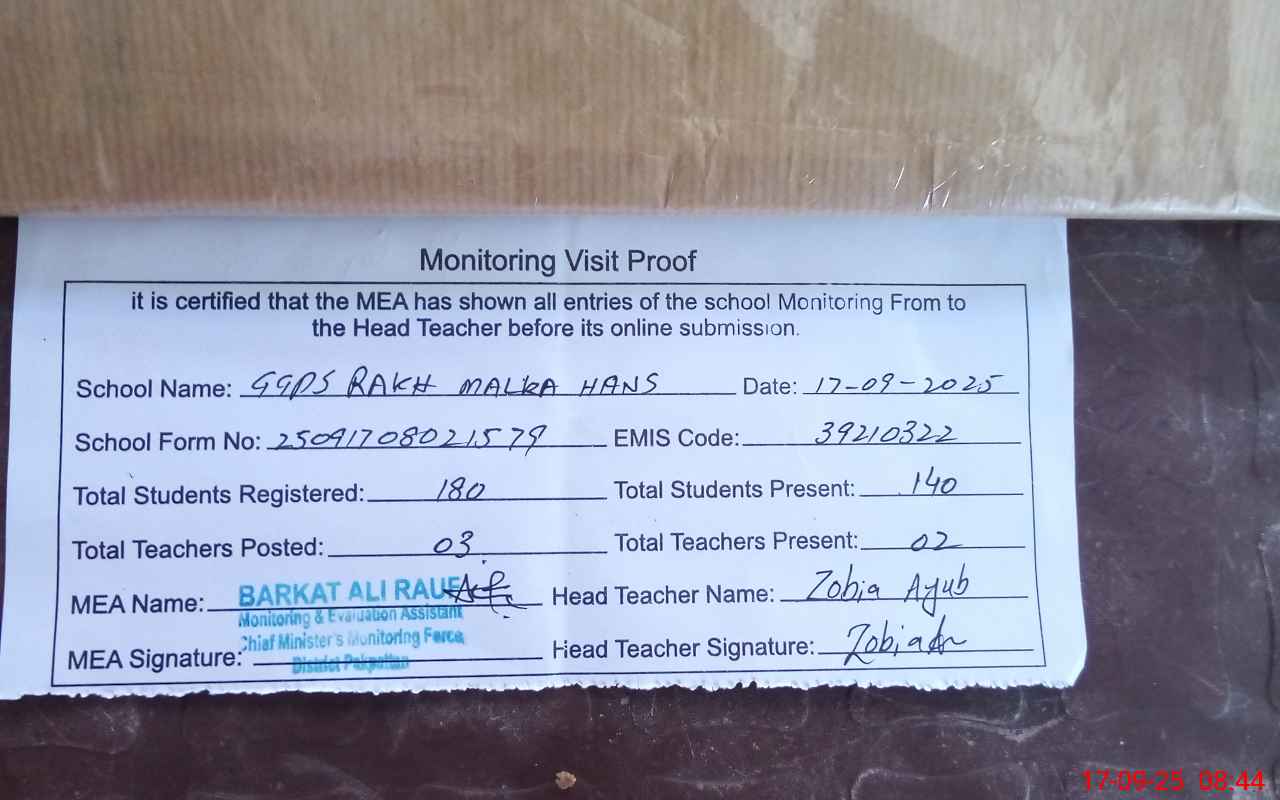 Monitoring Visit Proof
it is certified that the MEA has shown all entries of the school Monitoring From to
the Head Teacher before its online submission.
School Name: GGPS RAKH MALKA HANS Date: 17-09-2025
School Form No: 25091708021579 EMIS Code: 39210322
Total Students Registered: 180 Total Students Present: 140
Total Teachers Posted: 03 Total Teachers Present: 02
MEA Name: BARKAT ALI RAUF Head Teacher Name: Zobia Ayub
Monitoring & Evaluation Assistant
Chief Minister's Monitoring Force
MEA Signature: District Pakpattan Head Teacher Signature: Zobia
17-09-25 08:44